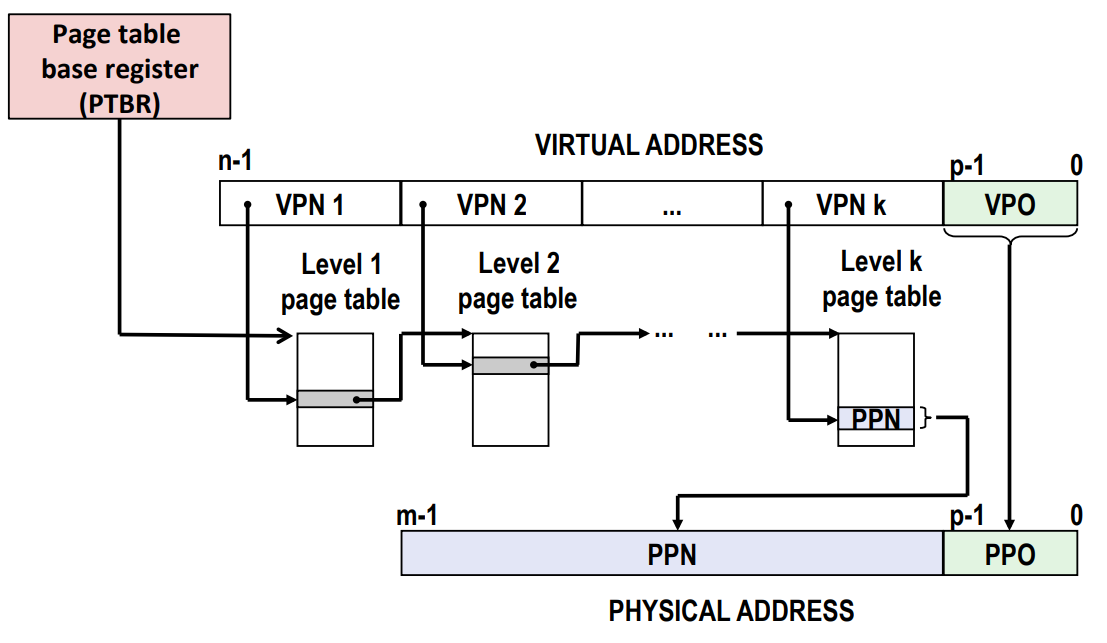 Page table
base register
(PTBR)
VIRTUAL ADDRESS
n-1
p-1
0
VPN 1
VPN 2
...
VPN k
VPO
Level 1
page table
Level 2
page table
Level k
page table
...
...
PPN
m-1
p-1
0
PPN
PPO
PHYSICAL ADDRESS